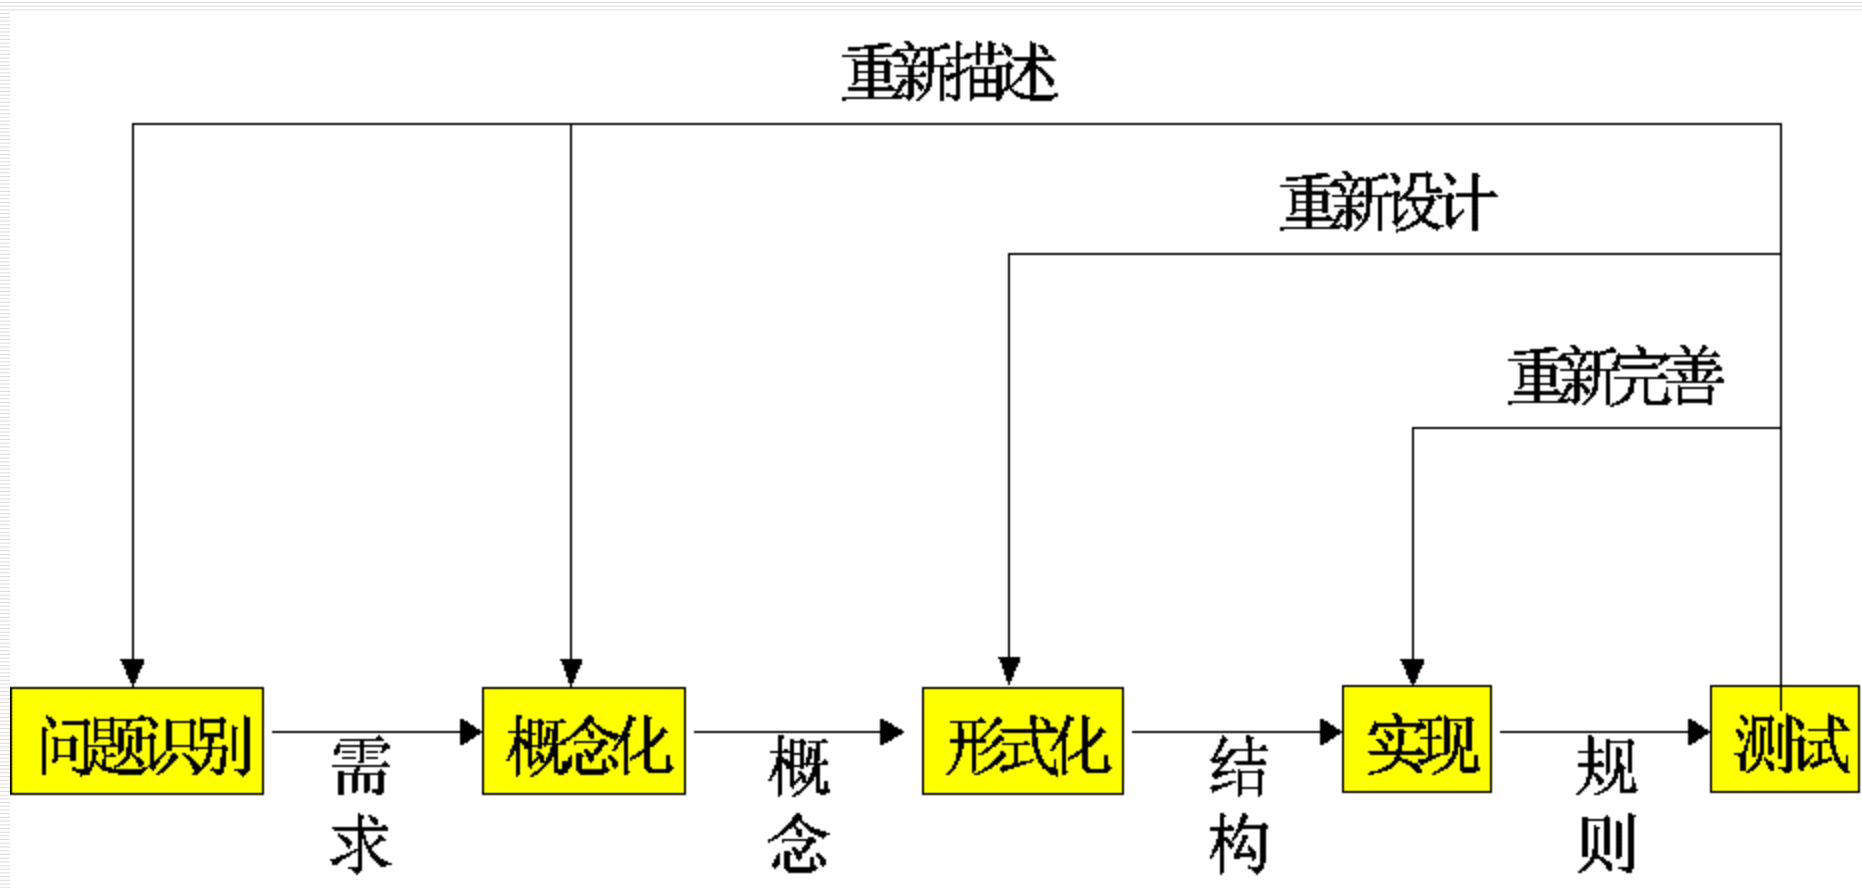 重新描述
重新设计
重新完善
问题识别
需求
概念化
概念
形式化
结构
实现
规则
测试